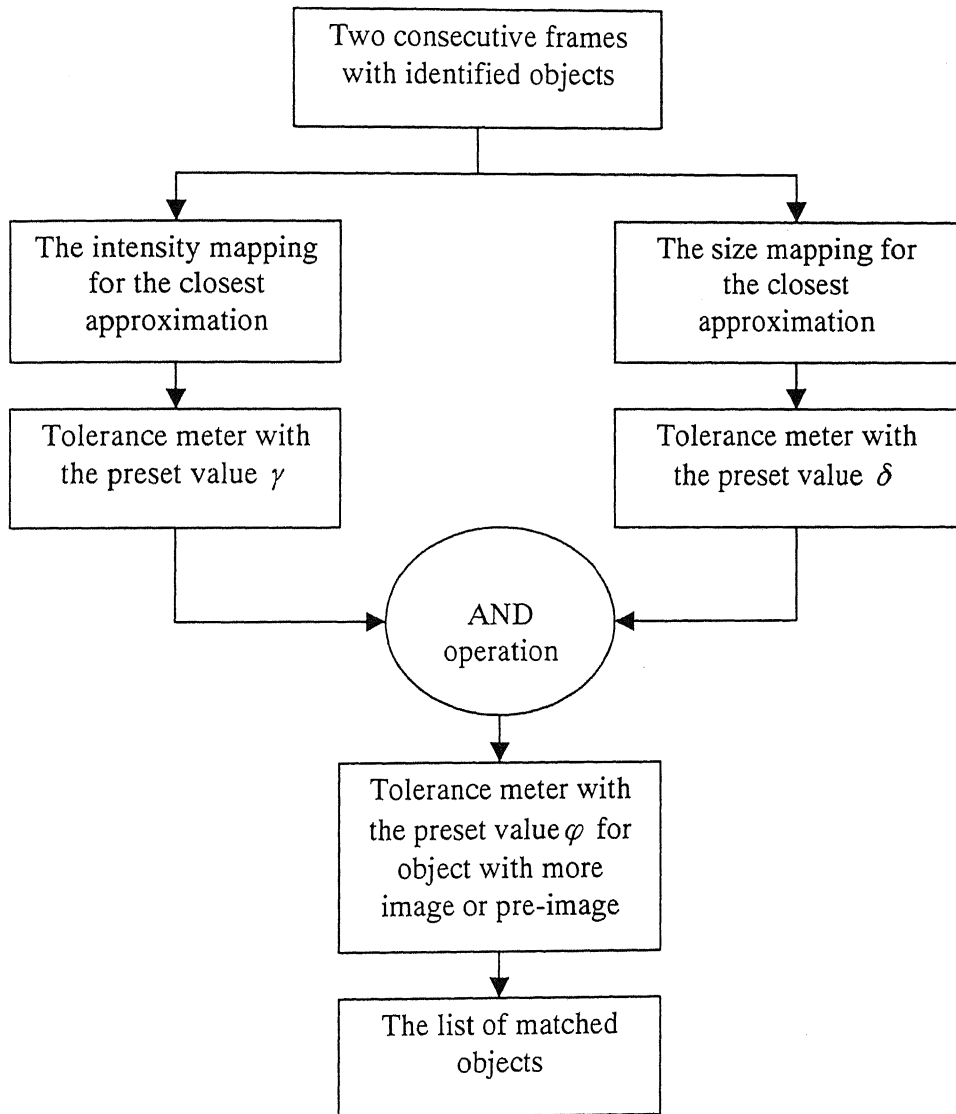 Two consecutive frames
with identified objects
The intensity mapping
for the closest
approximation
The size mapping for
the closest
approximation
Tolerance meter with
the preset value γ
Tolerance meter with
the preset value δ
AND
operation
Tolerance meter with
the preset value φ for
object with more
image or pre-image
The list of matched
objects